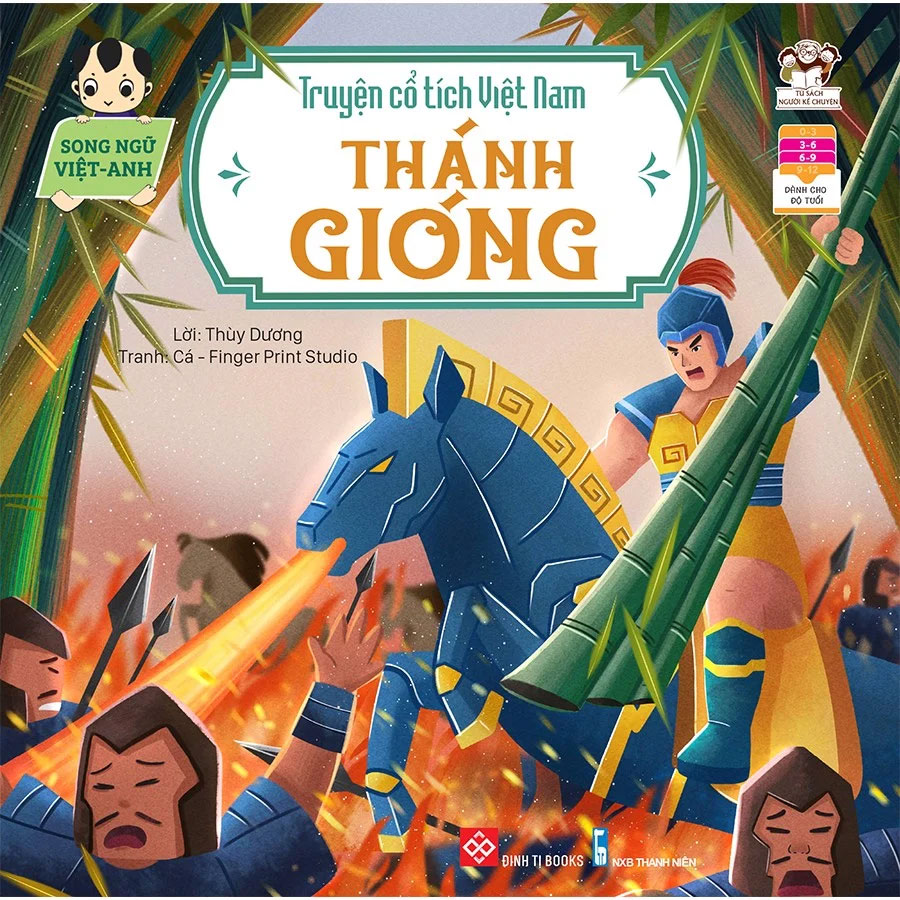 SONG NGỮ
VIỆT-ANH
Truyện cổ tích Việt Nam
THÁNH
GIÓNG
TỦ SÁCH
NGƯỜI KỂ CHUYỆN
0-3
3-6
6-9
9-12
DÀNH CHO
ĐỘ TUỔI
Lời: Thùy Dương
Tranh: Cá - Finger Print Studio
ĐINH TỊ BOOKS
NXB THANH NIÊN